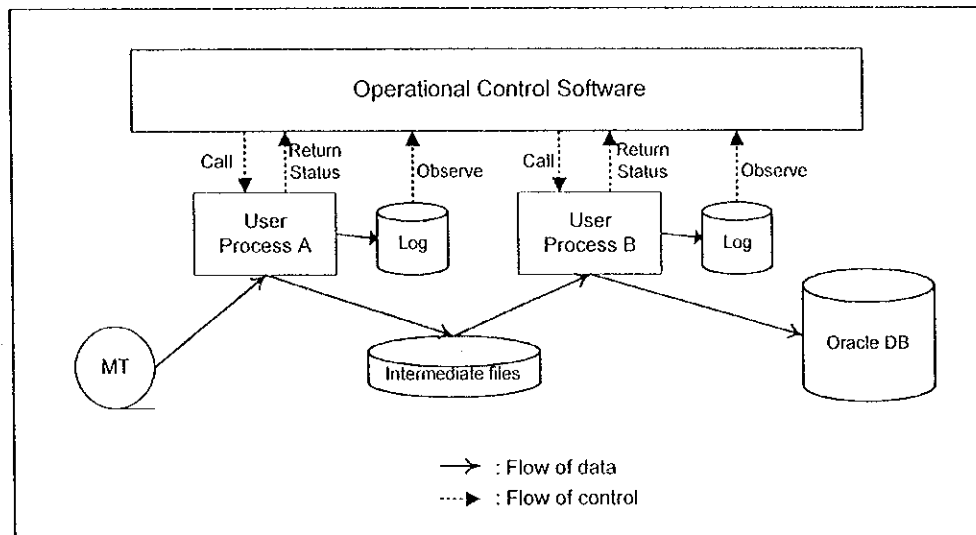 Operational Control Software
Call
Return
Status
Observe
Call
Return
Status
Observe
User
Process A
Log
User
Process B
Log
MT
Intermediate files
Oracle DB
: Flow of data
: Flow of control